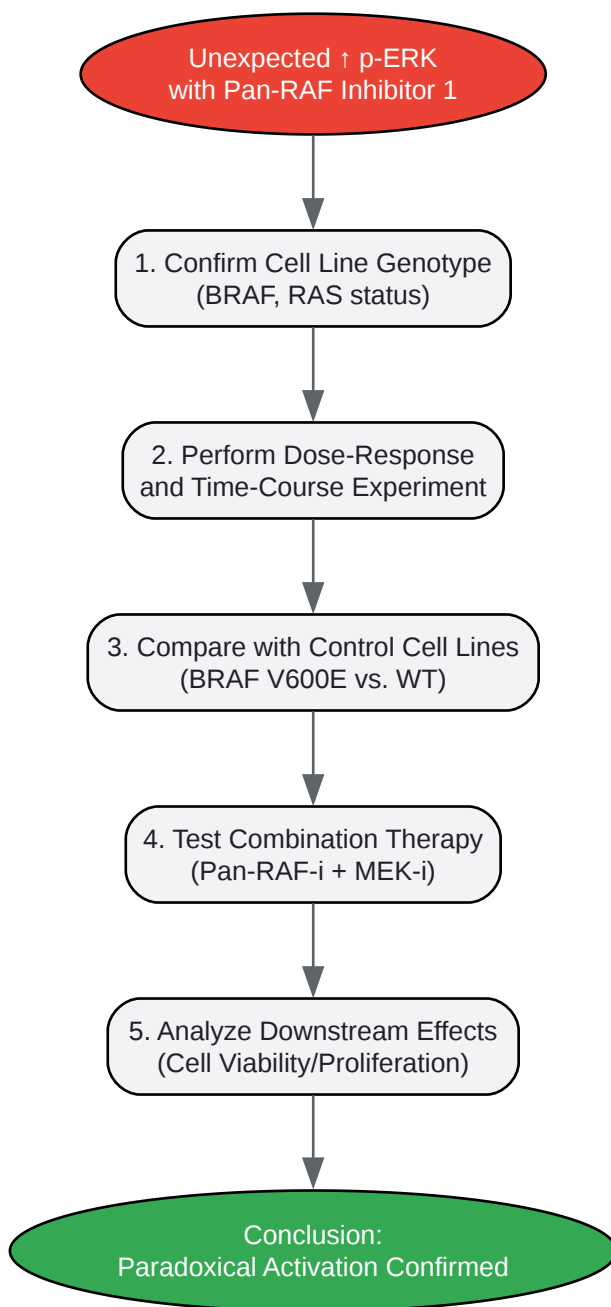 Unexpected ↑ p-ERK
with Pan-RAF Inhibitor 1
1. Confirm Cell Line Genotype
(BRAF, RAS status)
2. Perform Dose-Response
and Time-Course Experiment
3. Compare with Control Cell Lines
(BRAF V600E vs. WT)
4. Test Combination Therapy
(Pan-RAF-i + MEK-i)
5. Analyze Downstream Effects
(Cell Viability/Proliferation)
Conclusion:
Paradoxical Activation Confirmed